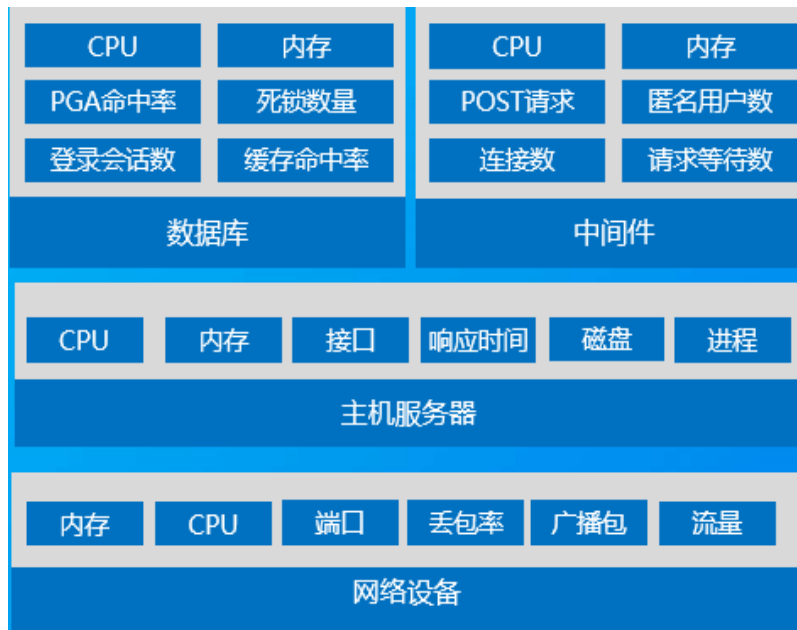 CPU 内存 CPU 内存
PGA命中率 死锁数量 POST请求 匿名用户数
登录会话数 缓存命中率 连接数 请求等待数
数据库 中间件
CPU 内存 接口 响应时间 磁盘 进程
主机服务器
内存 CPU 端口 丢包率 广播包 流量
网络设备